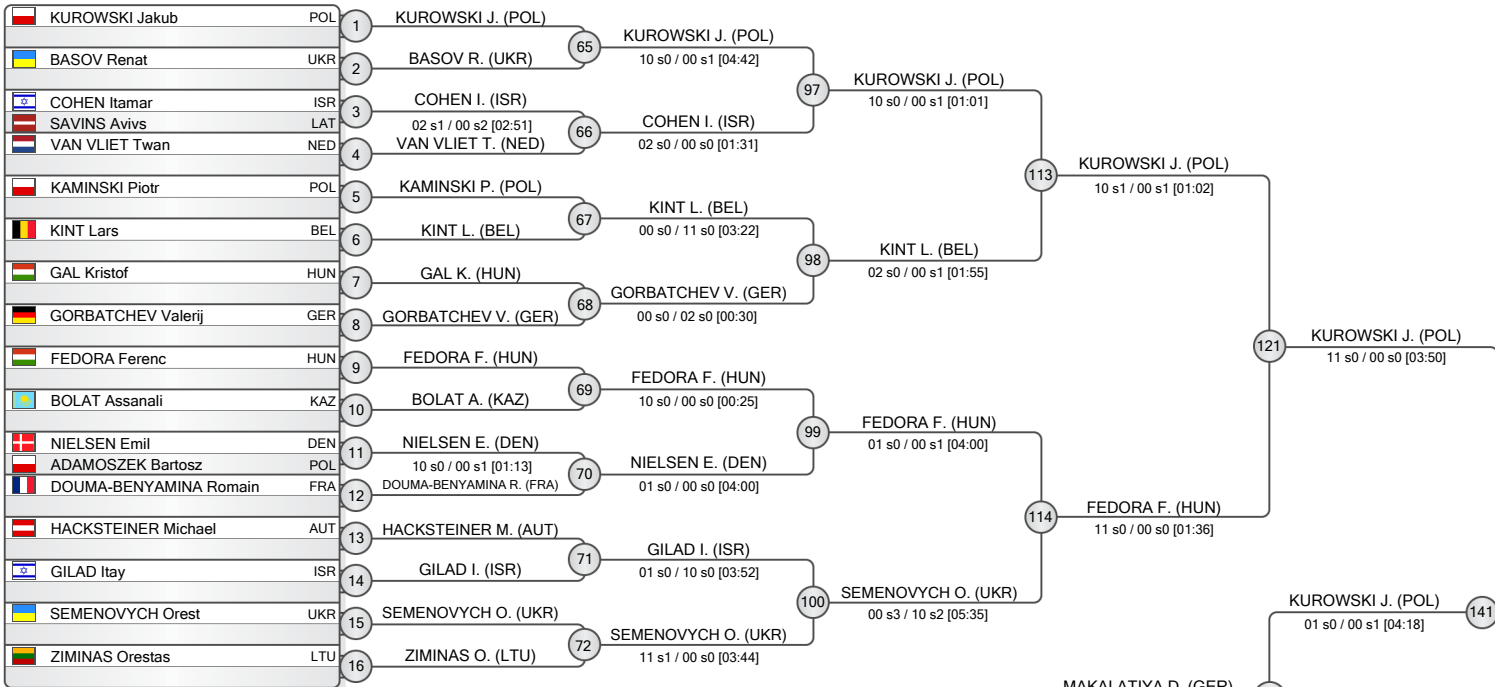 KUROWSKI Jakub POL
BASOV Renat UKR
COHEN Itamar ISR
SAVINS Avivs LAT
VAN VLIET Twan NED
KAMINSKI Piotr POL
KINT Lars BEL
GAL Kristof HUN
GORBATCHEV Valerij GER
FEDORA Ferenc HUN
BOLAT Assanali KAZ
NIELSEN Emil DEN
ADAMOSZEK Bartosz POL
DOUMA-BENYAMINA Romain FRA
HACKSTEINER Michael AUT
GILAD Itay ISR
SEMENOVYCH Orest UKR
ZIMINAS Orestas LTU
1
2
3
4
5
6
7
8
9
10
11
12
13
14
15
16
KUROWSKI J. (POL)
BASOV R. (UKR)
COHEN I. (ISR)
02 s1 / 00 s2 [02:51]
VAN VLIET T. (NED)
KAMINSKI P. (POL)
KINT L. (BEL)
GAL K. (HUN)
GORBATCHEV V. (GER)
FEDORA F. (HUN)
BOLAT A. (KAZ)
NIELSEN E. (DEN)
10 s0 / 00 s1 [01:13]
DOUMA-BENYAMINA R. (FRA)
HACKSTEINER M. (AUT)
GILAD I. (ISR)
SEMENOVYCH O. (UKR)
ZIMINAS O. (LTU)
65
66
67
68
69
70
71
72
KUROWSKI J. (POL)
10 s0 / 00 s1 [04:42]
COHEN I. (ISR)
02 s0 / 00 s0 [01:31]
KINT L. (BEL)
00 s0 / 11 s0 [03:22]
GORBATCHEV V. (GER)
00 s0 / 02 s0 [00:30]
FEDORA F. (HUN)
10 s0 / 00 s0 [00:25]
NIELSEN E. (DEN)
01 s0 / 00 s0 [04:00]
GILAD I. (ISR)
01 s0 / 10 s0 [03:52]
SEMENOVYCH O. (UKR)
11 s1 / 00 s0 [03:44]
97
98
99
100
KUROWSKI J. (POL)
10 s0 / 00 s1 [01:01]
KINT L. (BEL)
02 s0 / 00 s1 [01:55]
FEDORA F. (HUN)
01 s0 / 00 s1 [04:00]
SEMENOVYCH O. (UKR)
00 s3 / 10 s2 [05:35]
113
114
KUROWSKI J. (POL)
10 s1 / 00 s1 [01:02]
FEDORA F. (HUN)
11 s0 / 00 s0 [01:36]
121
KUROWSKI J. (POL)
11 s0 / 00 s0 [03:50]
KUROWSKI J. (POL)
01 s0 / 00 s1 [04:18]
141
MAKALATIYA D. (GER)